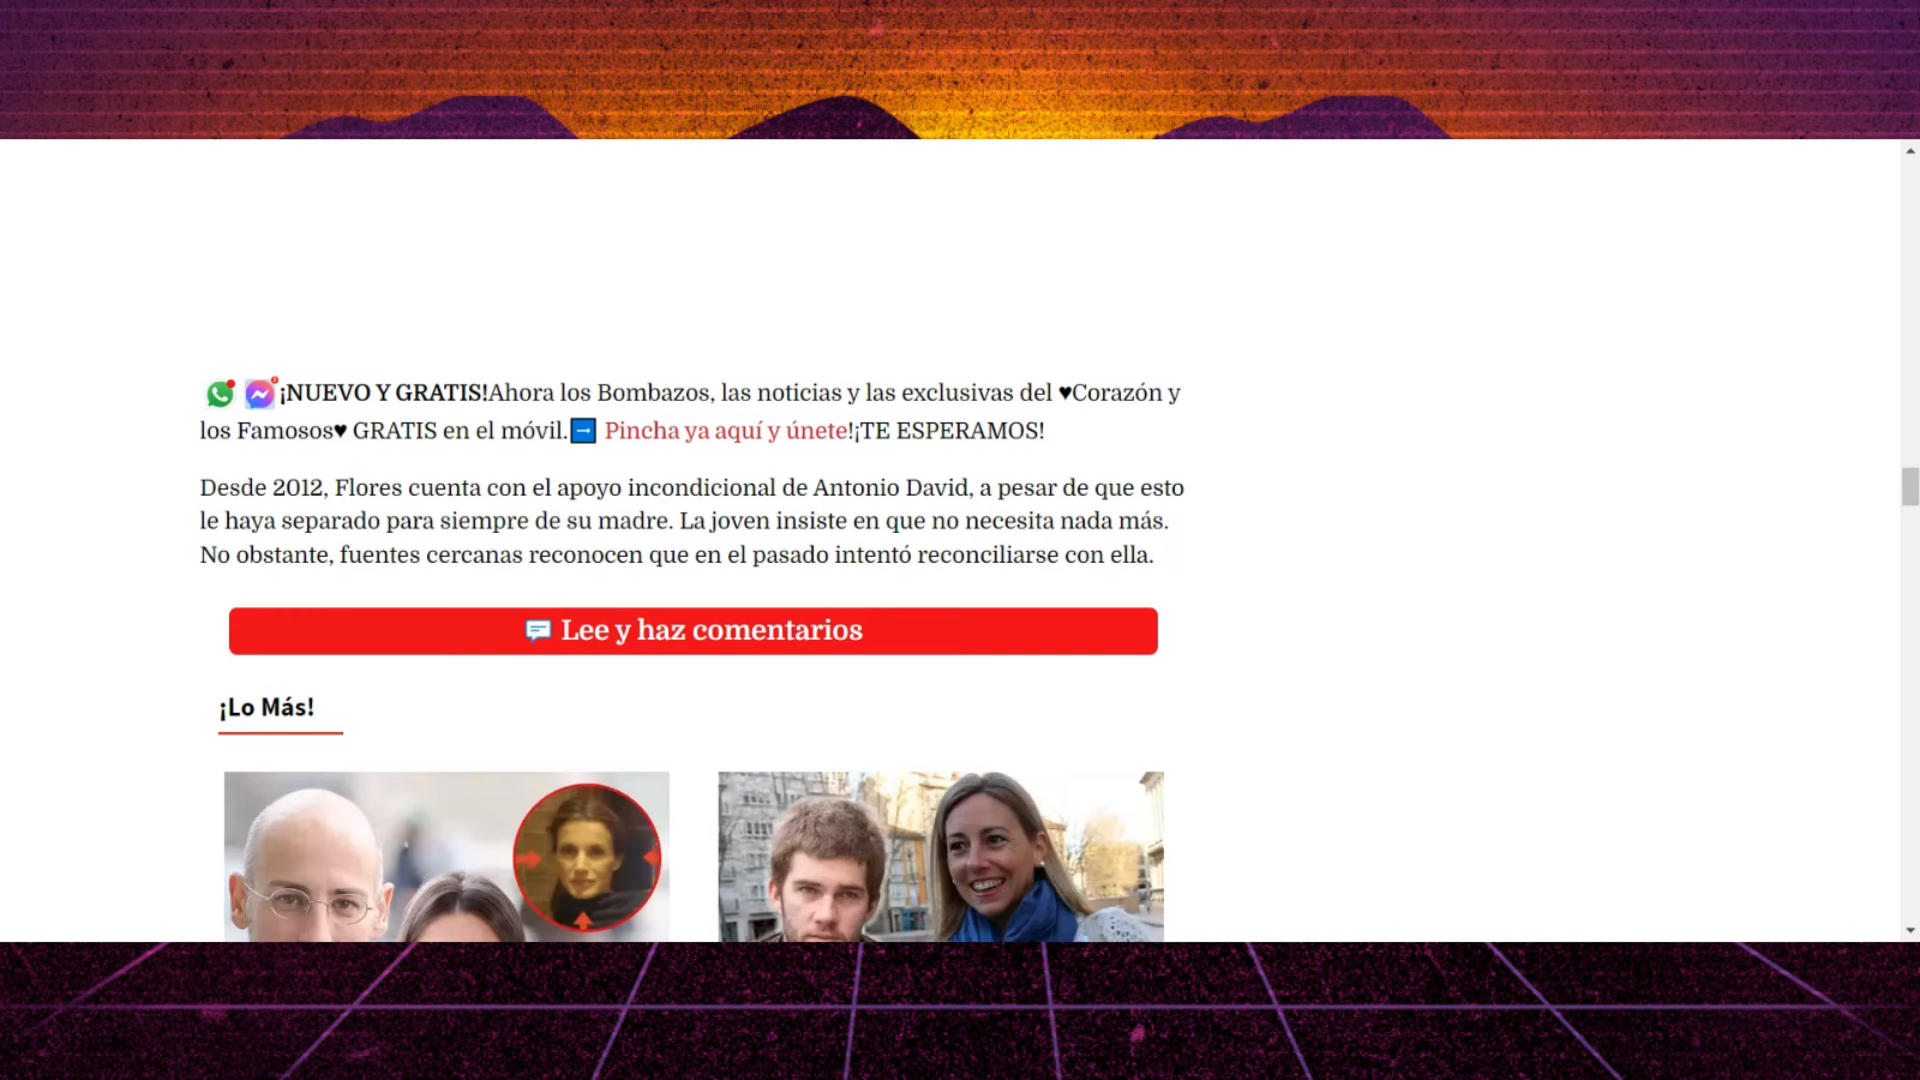 ¡NUEVO Y GRATIS!Ahora los Bombazos, las noticias y las exclusivas del ♥Corazón y
los Famosos♥ GRATIS en el móvil.➡ Pincha ya aquí y únete!¡TE ESPERAMOS!
Desde 2012, Flores cuenta con el apoyo incondicional de Antonio David, a pesar de que esto
le haya separado para siempre de su madre. La joven insiste en que no necesita nada más.
No obstante, fuentes cercanas reconocen que en el pasado intentó reconciliarse con ella.
Lee y haz comentarios
¡Lo Más!